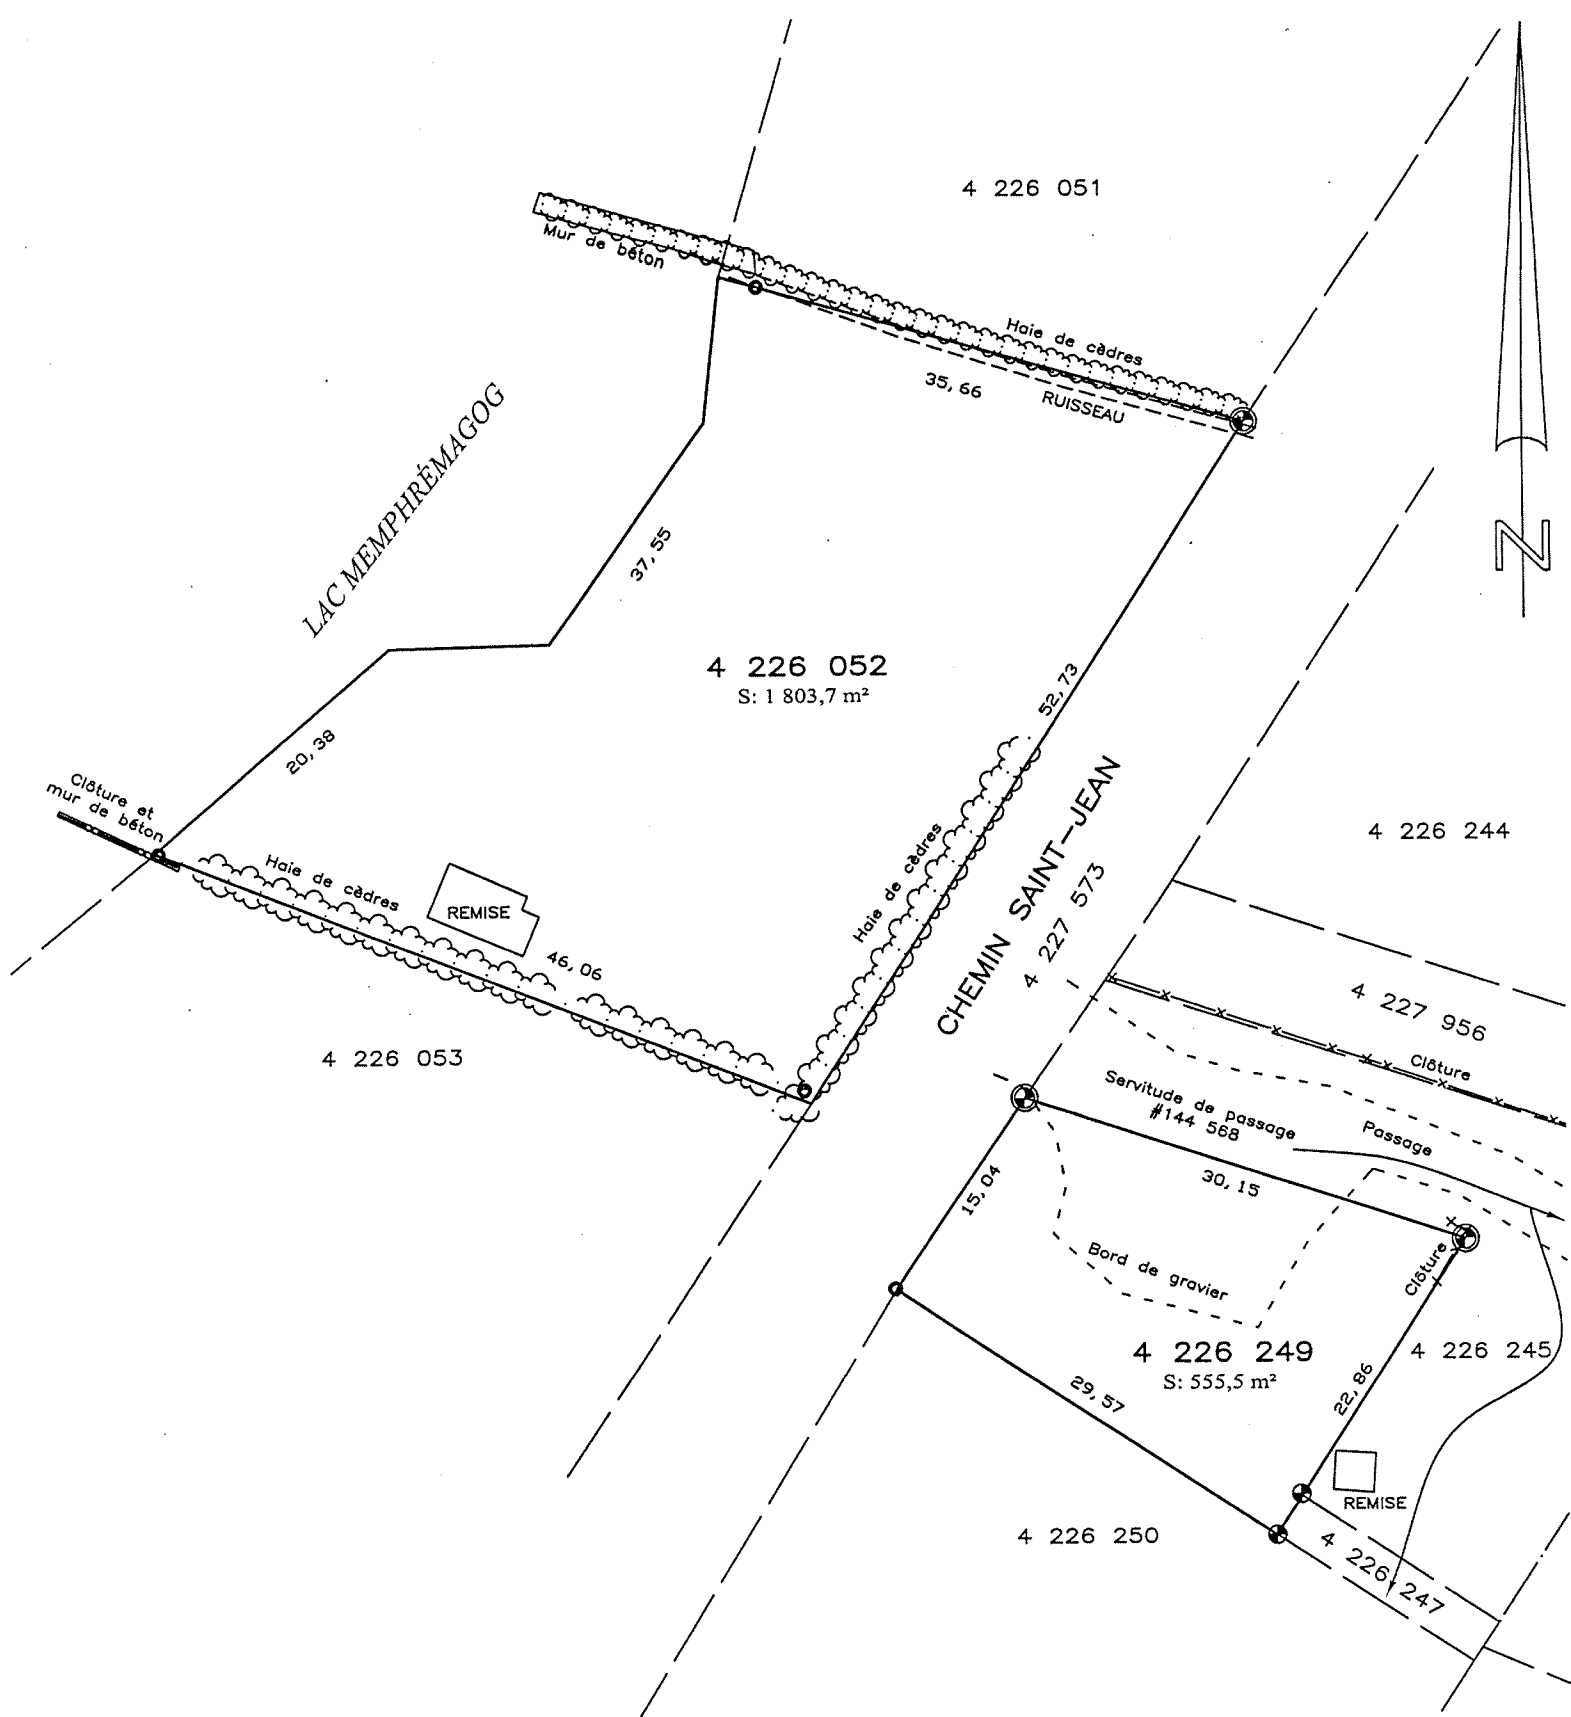 4 226 051
Mur de béton
Haie de cèdres
35,66
RUISSEAU
LAC MEMPHRÉMAGOG
37,55
N
4 226 052
S: 1 803,7 m²
52,73
20,38
Clôture et
mur de béton
Haie de cèdres
REMISE
46,06
Haie de cèdres
CHEMIN SAINT-JEAN
4 227 573
4 226 244
4 226 053
4 227 956
Clôture
Servitude de passage
#144 568
Passage
30,15
15,04
Bord de gravier
Clôture
4 226 249
S: 555,5 m²
4 226 245
29,57
22,86
REMISE
4 226 250
4 226 247